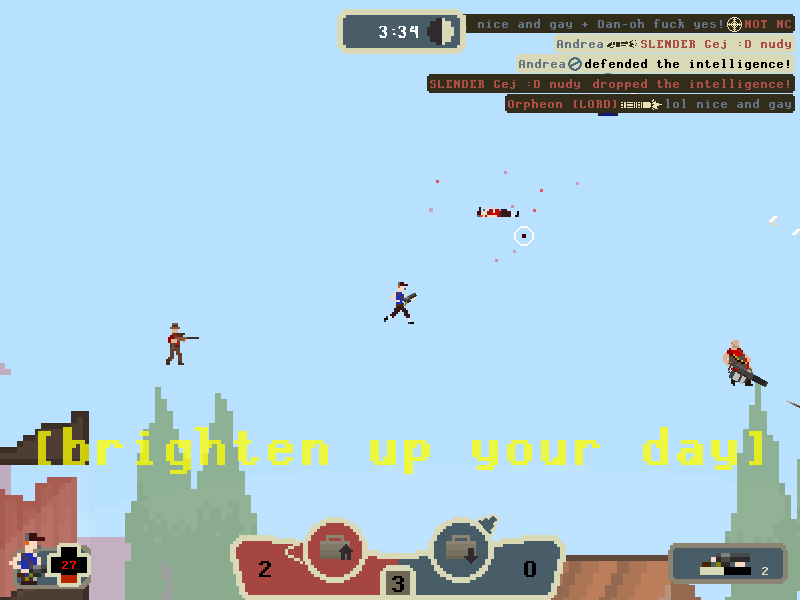 3:34
nice and gay + Dan-oh fuck yes! NOT NC
Andrea SLENDER Gej :D nudy
Andrea defended the intelligence!
SLENDER Gej :D nudy dropped the intelligence!
Orpheon [LORD] lol nice and gay
[brighten up your day]
27
2
3
0
2